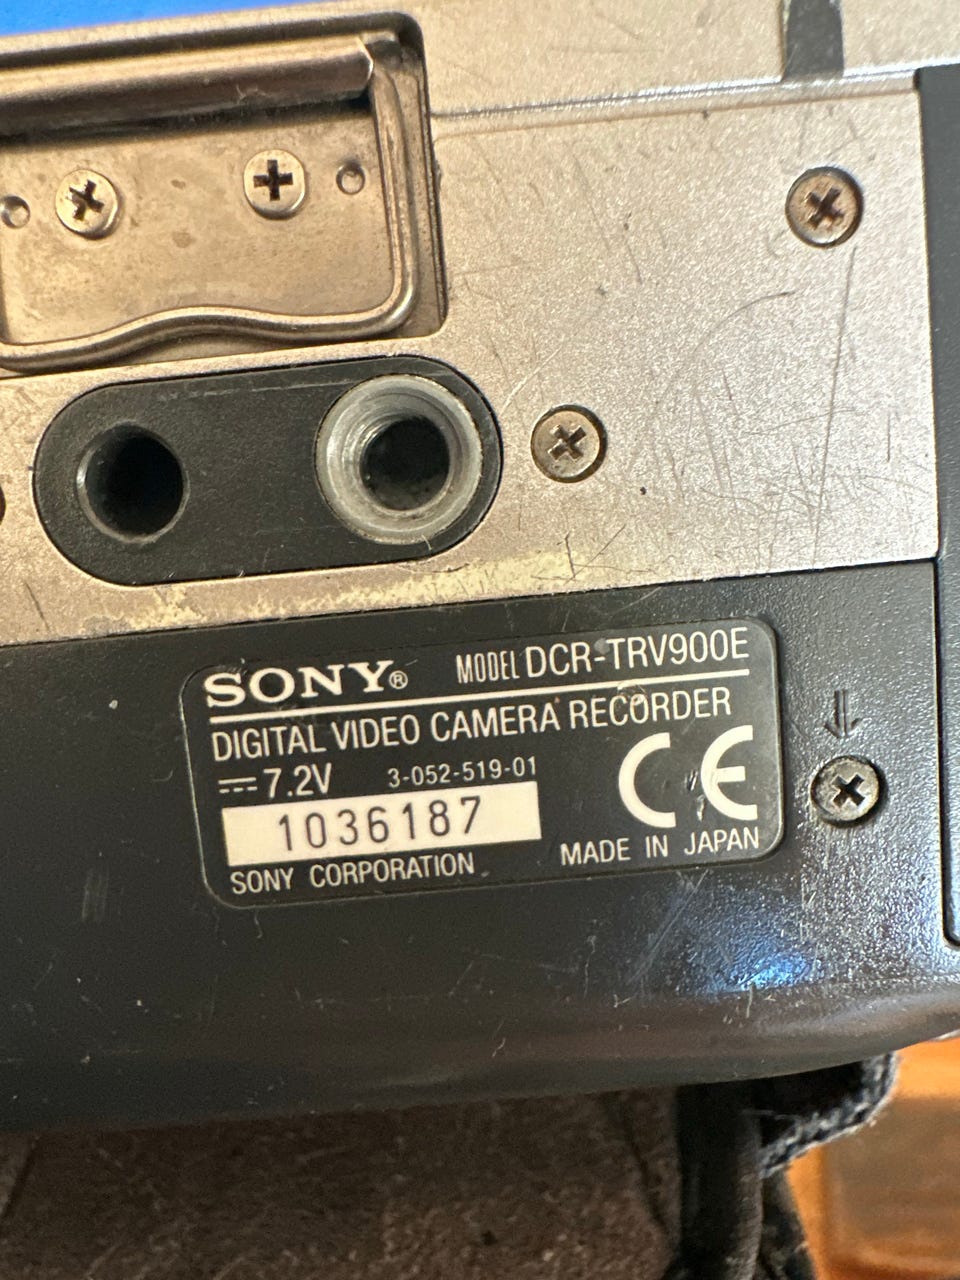 SONY® MODEL DCR-TRV900E
DIGITAL VIDEO CAMERA RECORDER
⎓7.2V 3-052-519-01
1036187
CE
SONY CORPORATION MADE IN JAPAN